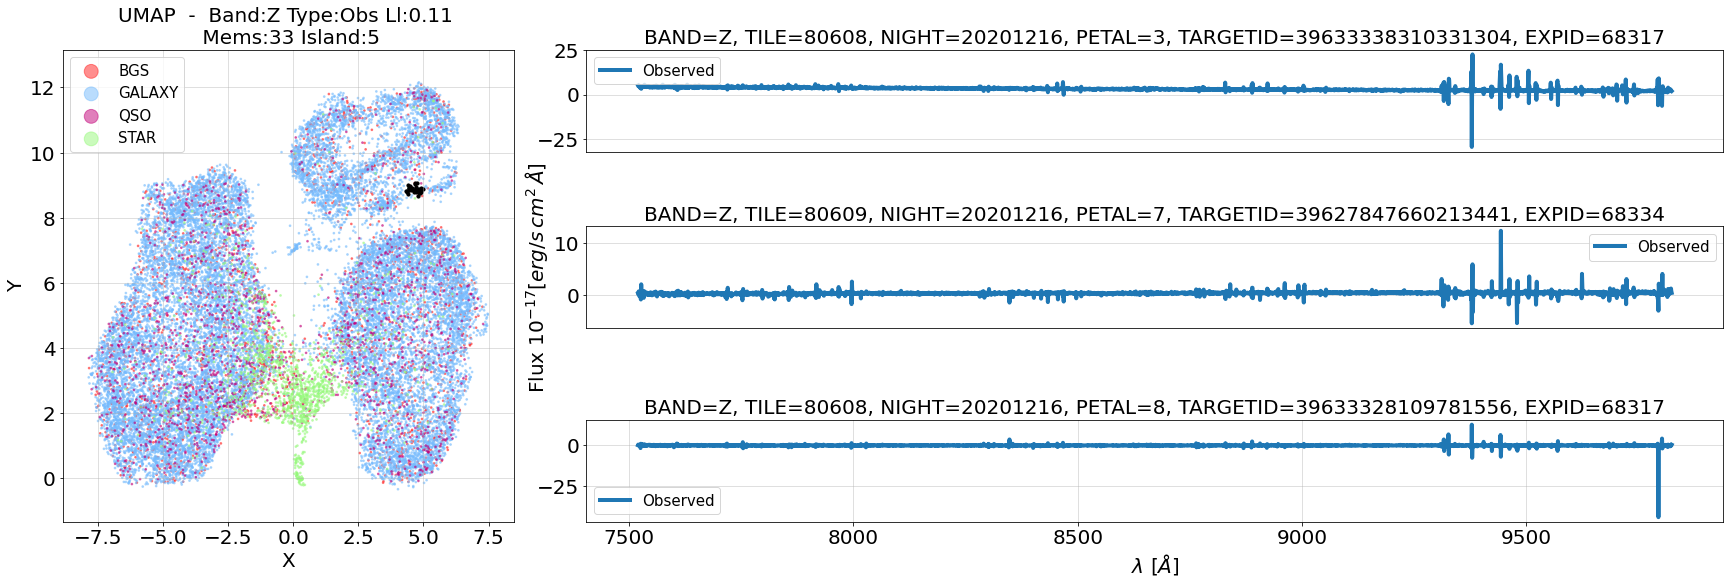 UMAP - Band:Z Type:Obs Ll:0.11
Mems:33 Island:5
BGS
GALAXY
QSO
STAR
12
10
8
6
4
2
0
Y
−7.5 −5.0 −2.5 0.0 2.5 5.0 7.5
X
BAND=Z, TILE=80608, NIGHT=20201216, PETAL=3, TARGETID=39633338310331304, EXPID=68317
Observed
25
0
−25
BAND=Z, TILE=80609, NIGHT=20201216, PETAL=7, TARGETID=39627847660213441, EXPID=68334
Observed
10
0
Flux 10⁻¹⁷[erg/s cm² Å]
BAND=Z, TILE=80608, NIGHT=20201216, PETAL=8, TARGETID=39633328109781556, EXPID=68317
0
−25
Observed
7500 8000 8500 9000 9500
λ [Å]